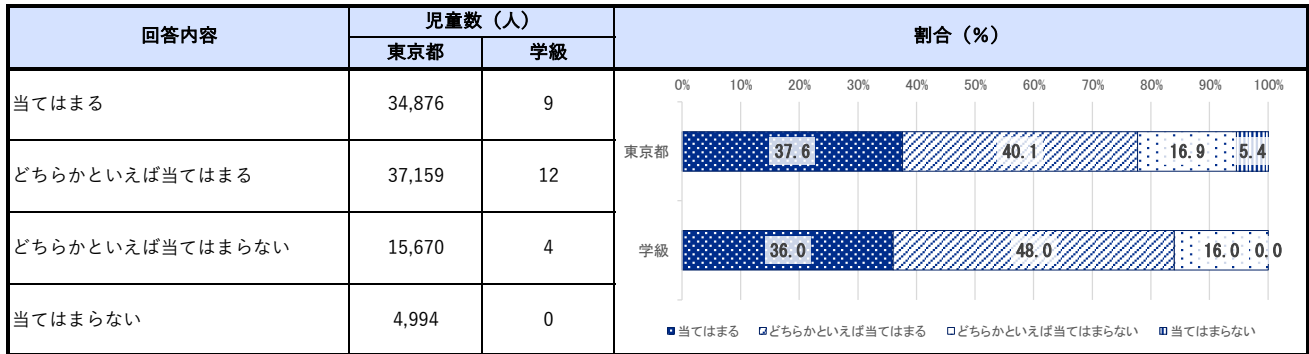 回答内容 児童数（人） 割合（%）
東京都 学級
当てはまる 34,876 9
どちらかといえば当てはまる 37,159 12
どちらかといえば当てはまらない 15,670 4
当てはまらない 4,994 0
0% 10% 20% 30% 40% 50% 60% 70% 80% 90% 100%
東京都 37.6 40.1 16.9 5.4
学級 36.0 48.0 16.0 0.0
当てはまる どちらかといえば当てはまる どちらかといえば当てはまらない 当てはまらない